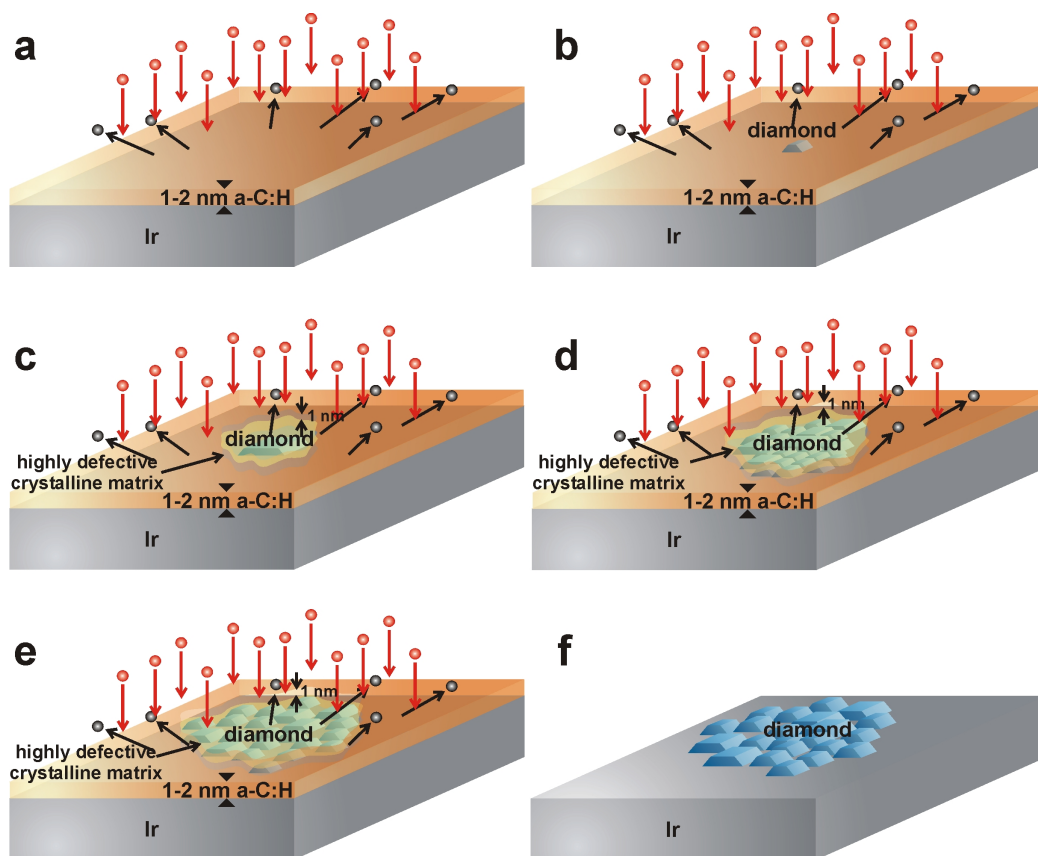 a
1-2 nm a-C:H
Ir
b
diamond
1-2 nm a-C:H
Ir
c
1 nm
diamond
highly defective
crystalline matrix
1-2 nm a-C:H
Ir
d
1 nm
diamond
highly defective
crystalline matrix
1-2 nm a-C:H
Ir
e
1 nm
diamond
highly defective
crystalline matrix
1-2 nm a-C:H
Ir
f
diamond
Ir